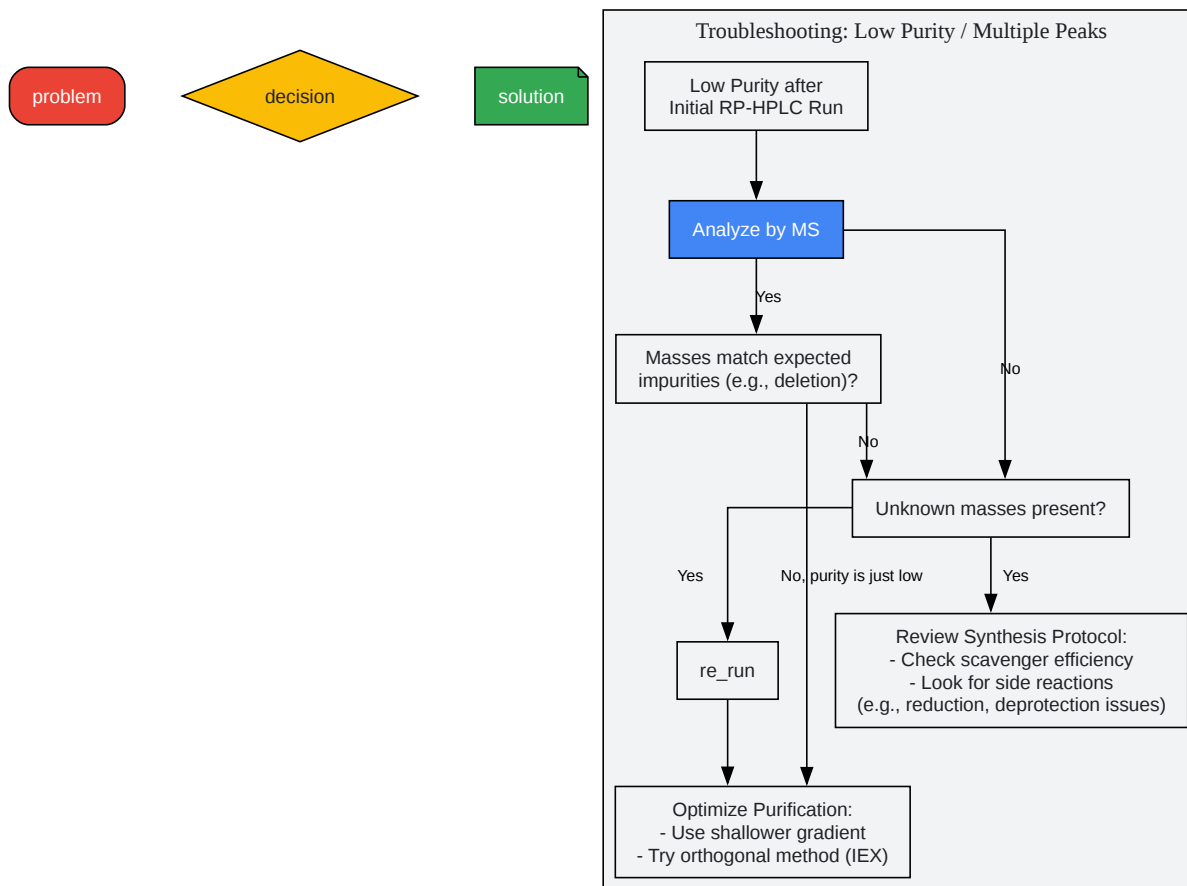 Troubleshooting: Low Purity / Multiple Peaks
problem
decision
solution
Low Purity after
Initial RP-HPLC Run
Analyze by MS
Yes
Masses match expected
impurities (e.g., deletion)?
No
No
Unknown masses present?
Yes
No, purity is just low
Yes
Review Synthesis Protocol:
- Check scavenger efficiency
- Look for side reactions
(e.g., reduction, deprotection issues)
re_run
Optimize Purification:
- Use shallower gradient
- Try orthogonal method (IEX)